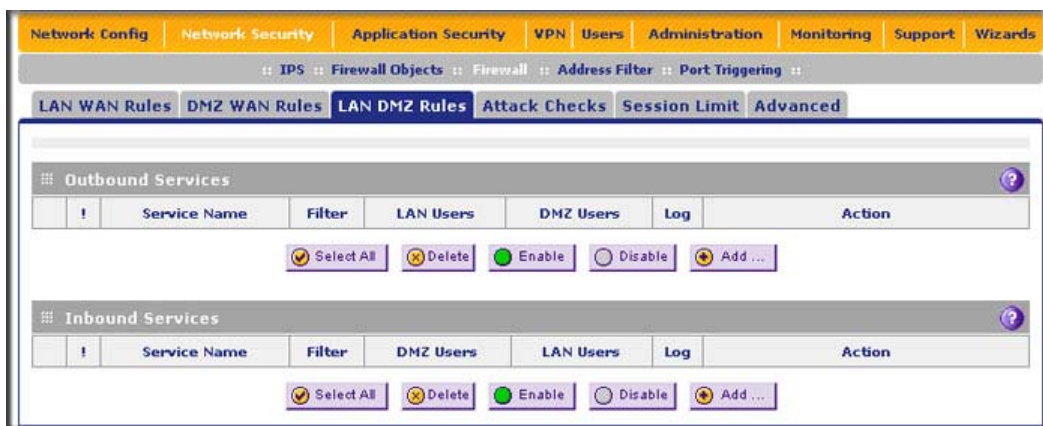 Network Config Network Security Application Security VPN Users Administration Monitoring Support Wizards
:: IPS :: Firewall Objects :: Firewall :: Address Filter :: Port Triggering ::
LAN WAN Rules DMZ WAN Rules LAN DMZ Rules Attack Checks Session Limit Advanced
Outbound Services ?
! Service Name Filter LAN Users DMZ Users Log Action
Select All Delete Enable Disable Add ...
Inbound Services ?
! Service Name Filter DMZ Users LAN Users Log Action
Select All Delete Enable Disable Add ...